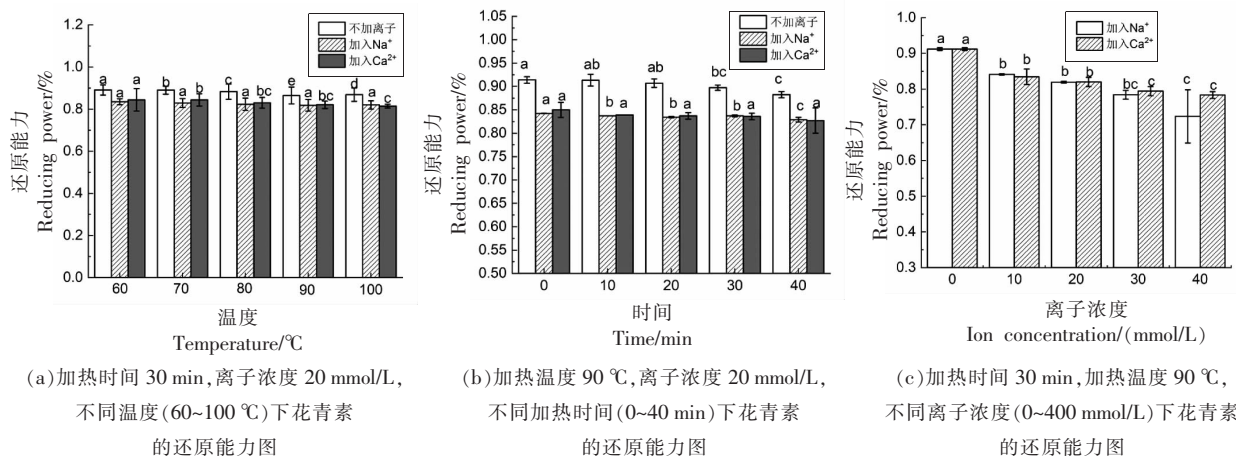 1.2
1.0
0.8
0.6
0.4
0.2
0.0
还原能力
Reducing power/%
不加离子
加入Na⁺
加入Ca²⁺
a a a
b a b
c a bc
e a c
d a c
60 70 80 90 100
温度
Temperature/℃
(a)加热时间 30 min,离子浓度 20 mmol/L,
不同温度(60~100 ℃)下花青素
的还原能力图
1.05
1.00
0.95
0.90
0.85
0.80
0.75
0.70
0.65
0.60
0.55
0.50
还原能力
Reducing power/%
不加离子
加入Na⁺
加入Ca²⁺
a a a
ab b a
ab b a
bc b a
c c a
0 10 20 30 40
时间
Time/min
(b)加热温度 90 ℃,离子浓度 20 mmol/L,
不同加热时间(0~40 min)下花青素
的还原能力图
1.0
0.9
0.8
0.7
0.6
0.5
0.4
0.3
还原能力
Reducing power/%
加入Na⁺
加入Ca²⁺
a a
b b
b b
bc c
c c
0 10 20 30 40
离子浓度
Ion concentration/(mmol/L)
(c)加热时间 30 min,加热温度 90 ℃,
不同离子浓度(0~400 mmol/L)下花青素
的还原能力图